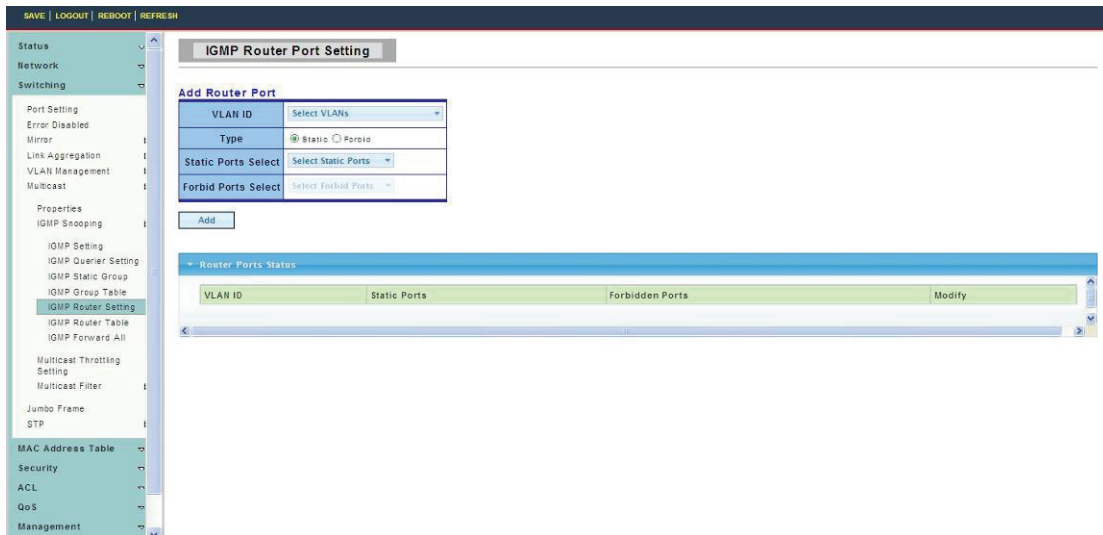 SAVE | LOGOUT | REBOOT | REFRESH
Status
Network
Switching
Port Setting
Error Disabled
Mirror
Link Aggregation
VLAN Management
Multicast
Properties
IGMP Snooping
IGMP Setting
IGMP Querier Setting
IGMP Static Group
IGMP Group Table
IGMP Router Setting
IGMP Router Table
IGMP Forward All
Multicast Throttling
Setting
Multicast Filter
Jumbo Frame
STP
MAC Address Table
Security
ACL
QoS
Management
IGMP Router Port Setting
Add Router Port
VLAN ID Select VLANs
Type Static Forbid
Static Ports Select Select Static Ports
Forbid Ports Select Select Forbid Ports
Add
Router Ports Status
VLAN ID Static Ports Forbidden Ports Modify